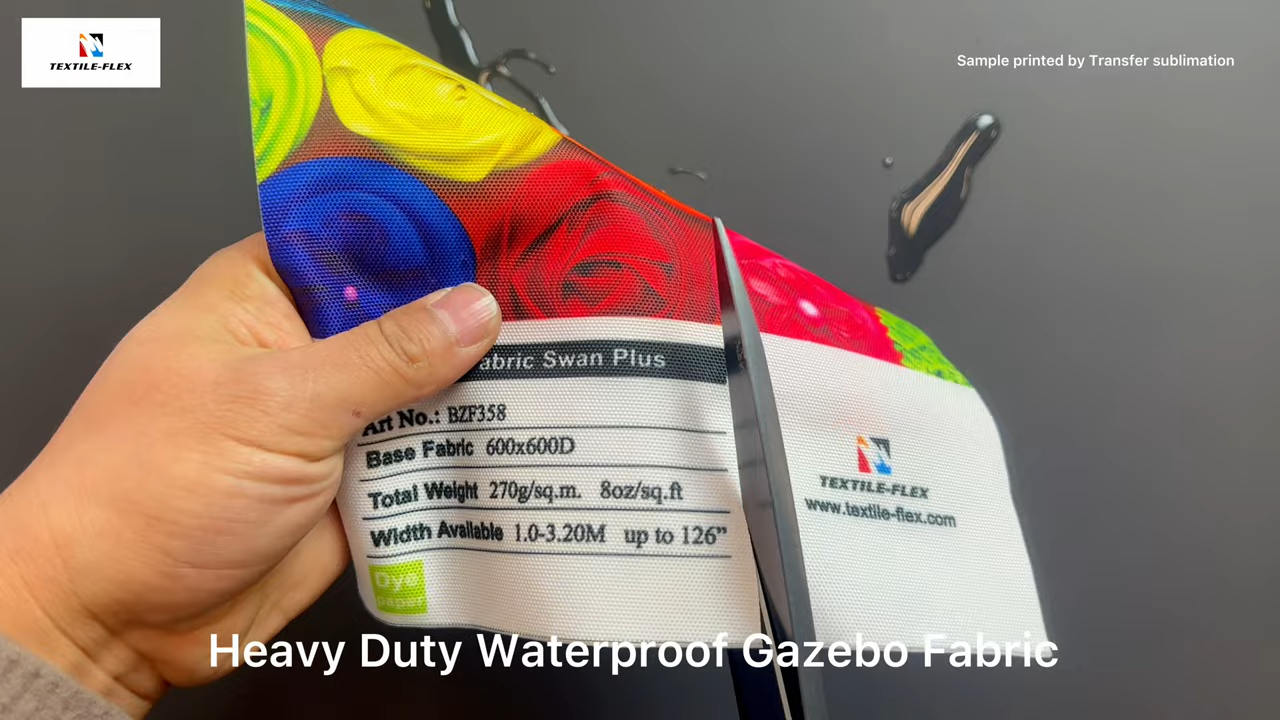 TEXTILE-FLEX
Sample printed by Transfer sublimation
abric Swan Plus
Art No.: BZF358
Base Fabric 600x600D
Total Weight 270g/sq.m. 8oz/sq.ft
Width Available 1.0-3.20M up to 126”
Dye
paper
TEXTILE-FLEX
www.textile-flex.com
Heavy Duty Waterproof Gazebo Fabric